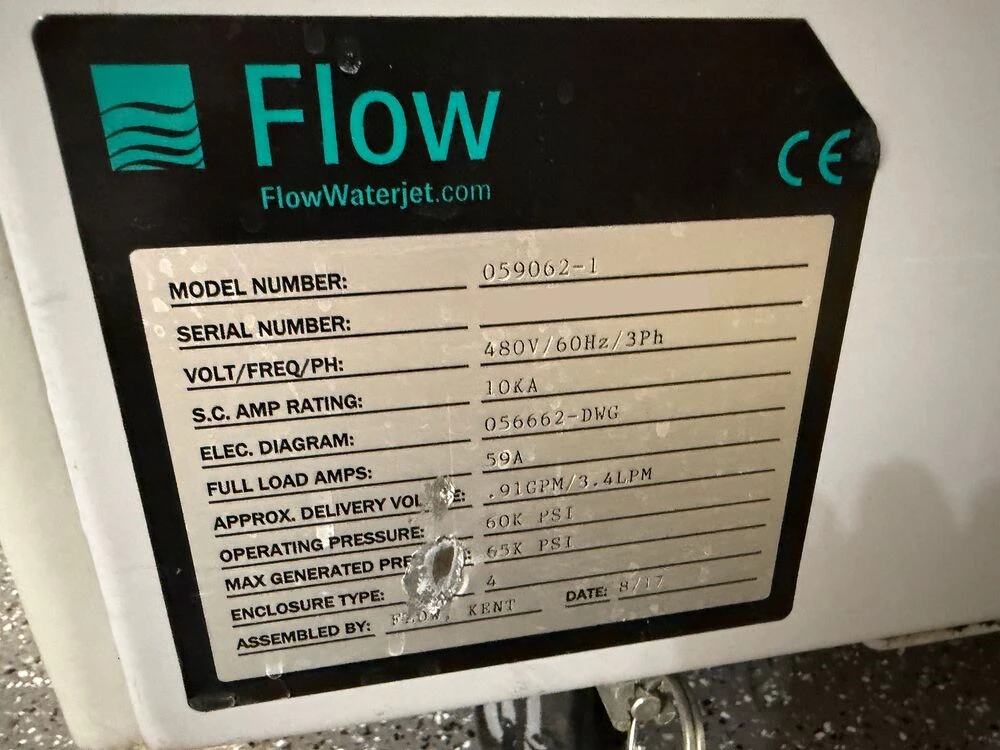 Flow
FlowWaterjet.com
CE
MODEL NUMBER: 059062-1
SERIAL NUMBER:
VOLT/FREQ/PH: 480V/60Hz/3Ph
S.C. AMP RATING: 10KA
ELEC. DIAGRAM: 056662-DWG
FULL LOAD AMPS: 59A
APPROX. DELIVERY .91GPM/3.4LPM
OPERATING PRESSURE: 60K PSI
MAX GENERATED 65K PSI
ENCLOSURE TYPE: 4
ASSEMBLED BY: FLOW, KENT DATE: 8/17